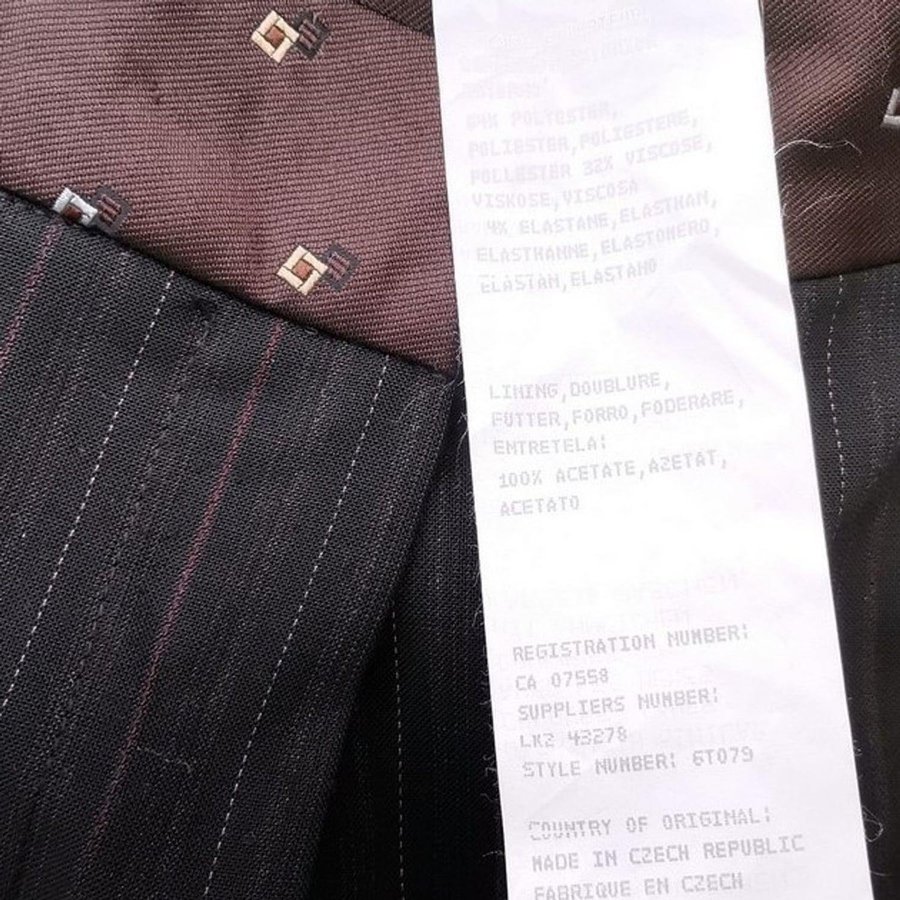 64% POLYESTER,
POLIESTER,POLIESTERE,
POLLESTER 32% VISCOSE,
VISKOSE,VISCOSA
4% ELASTANE,ELASTHAN,
ELASTHANNE,ELASTOMERO,
ELASTAN,ELASTANO
LINING,DOUBLURE,
FUTTER,FORRO,FODERARE,
ENTRETELA:
100% ACETATE,AZETAT,
ACETATO
REGISTRATION NUMBER:
CA 07558
SUPPLIERS NUMBER:
LK2 43278
STYLE NUMBER: 6T079
COUNTRY OF ORIGINAL:
MADE IN CZECH REPUBLIC
FABRIQUE EN CZECH